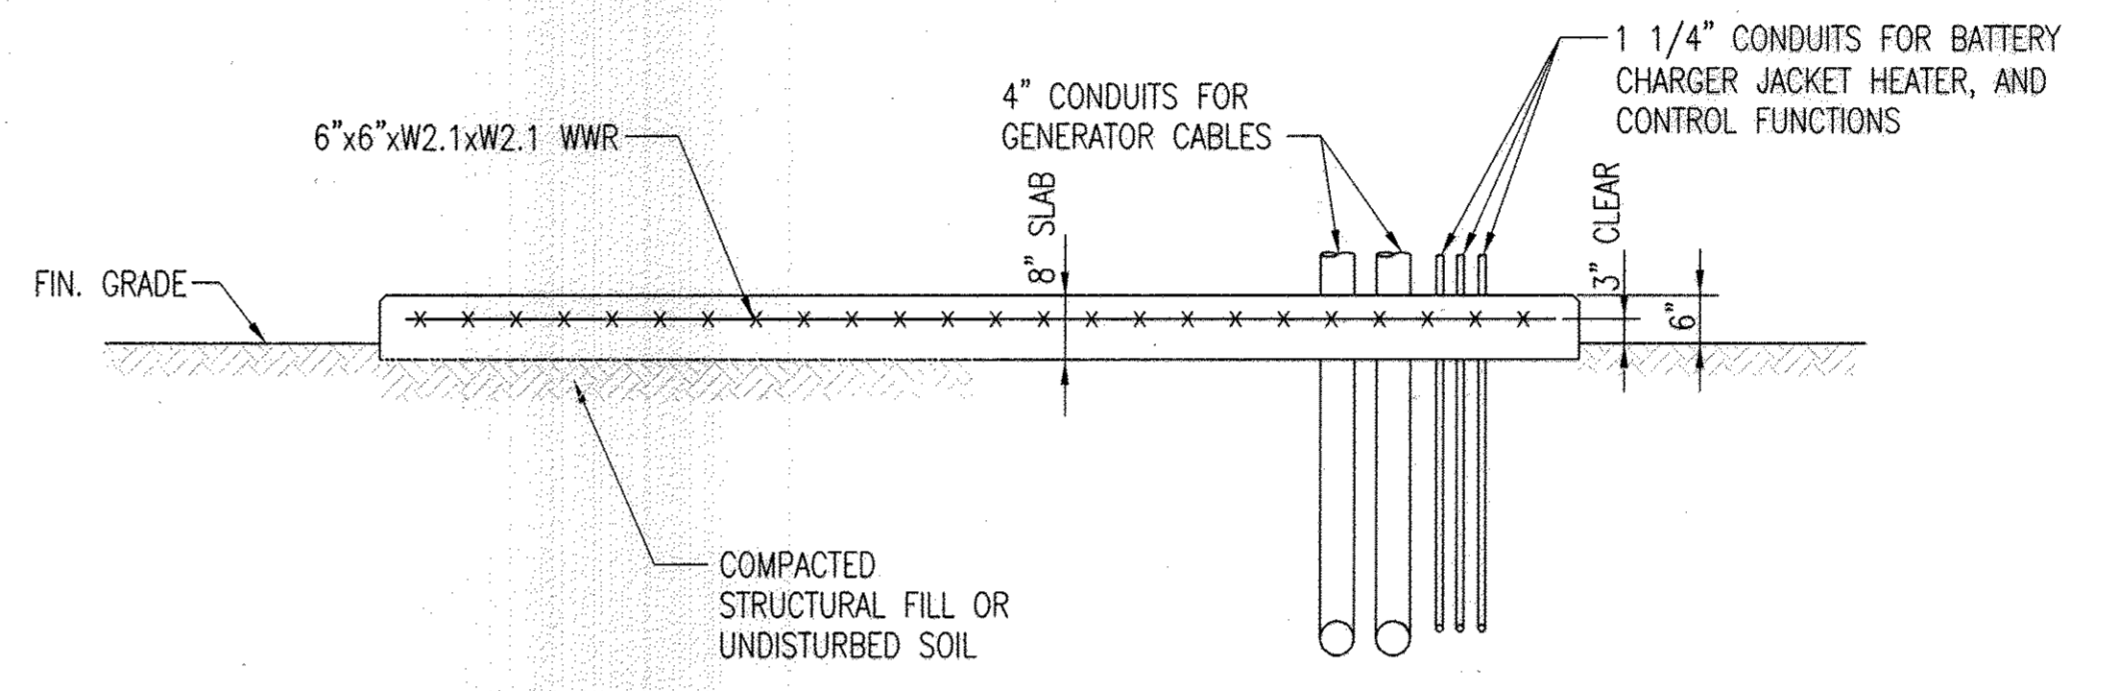 1 1/4" CONDUITS FOR BATTERY
CHARGER JACKET HEATER, AND
CONTROL FUNCTIONS
4" CONDUITS FOR
GENERATOR CABLES
6"x6"xW2.1xW2.1 WWR
8" SLAB
3" CLEAR
6"
FIN. GRADE
COMPACTED
STRUCTURAL FILL OR
UNDISTURBED SOIL